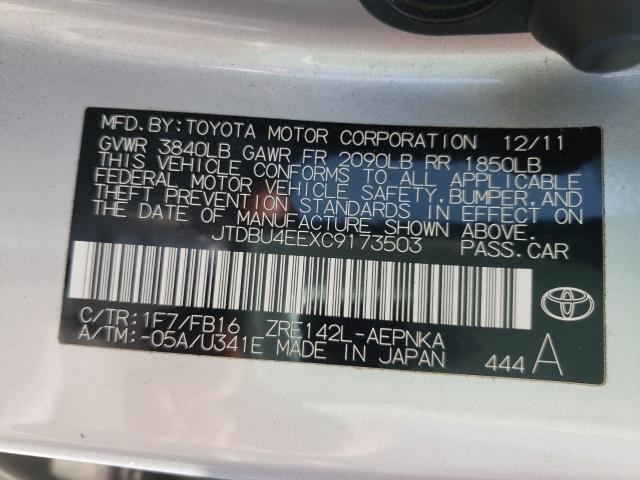 MFD. BY: TOYOTA MOTOR CORPORATION 12/11
GVWR 3840LB GAWR FR 2090LB RR 1850LB
THIS VEHICLE CONFORMS TO ALL APPLICABLE
FEDERAL MOTOR VEHICLE SAFETY, BUMPER, AND
THEFT PREVENTION STANDARDS IN EFFECT ON
THE DATE OF MANUFACTURE SHOWN ABOVE.
JTDBU4EEXC9173503 PASS. CAR
C/TR: 1F7/FB16 ZRE142L-AEPNKA
A/TM: -05A/U341E MADE IN JAPAN 444 A